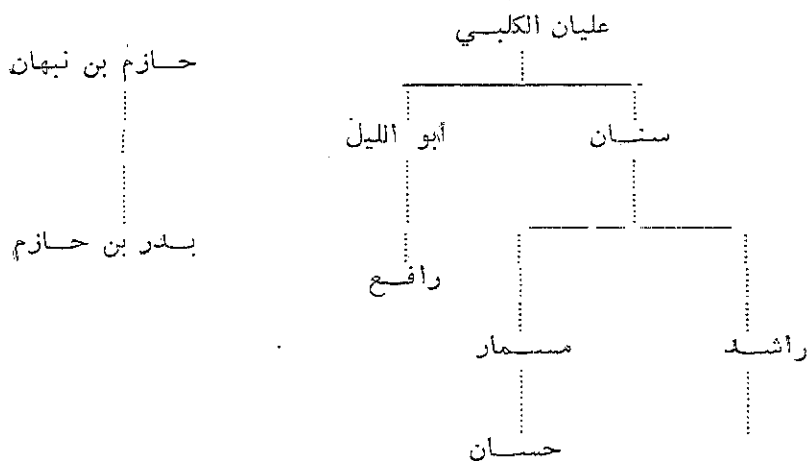 عليان الكلبي
حازم بن نبهان
سنان
أبو الليل
بدر بن حازم
رافع
راشد
مسمار
حسان